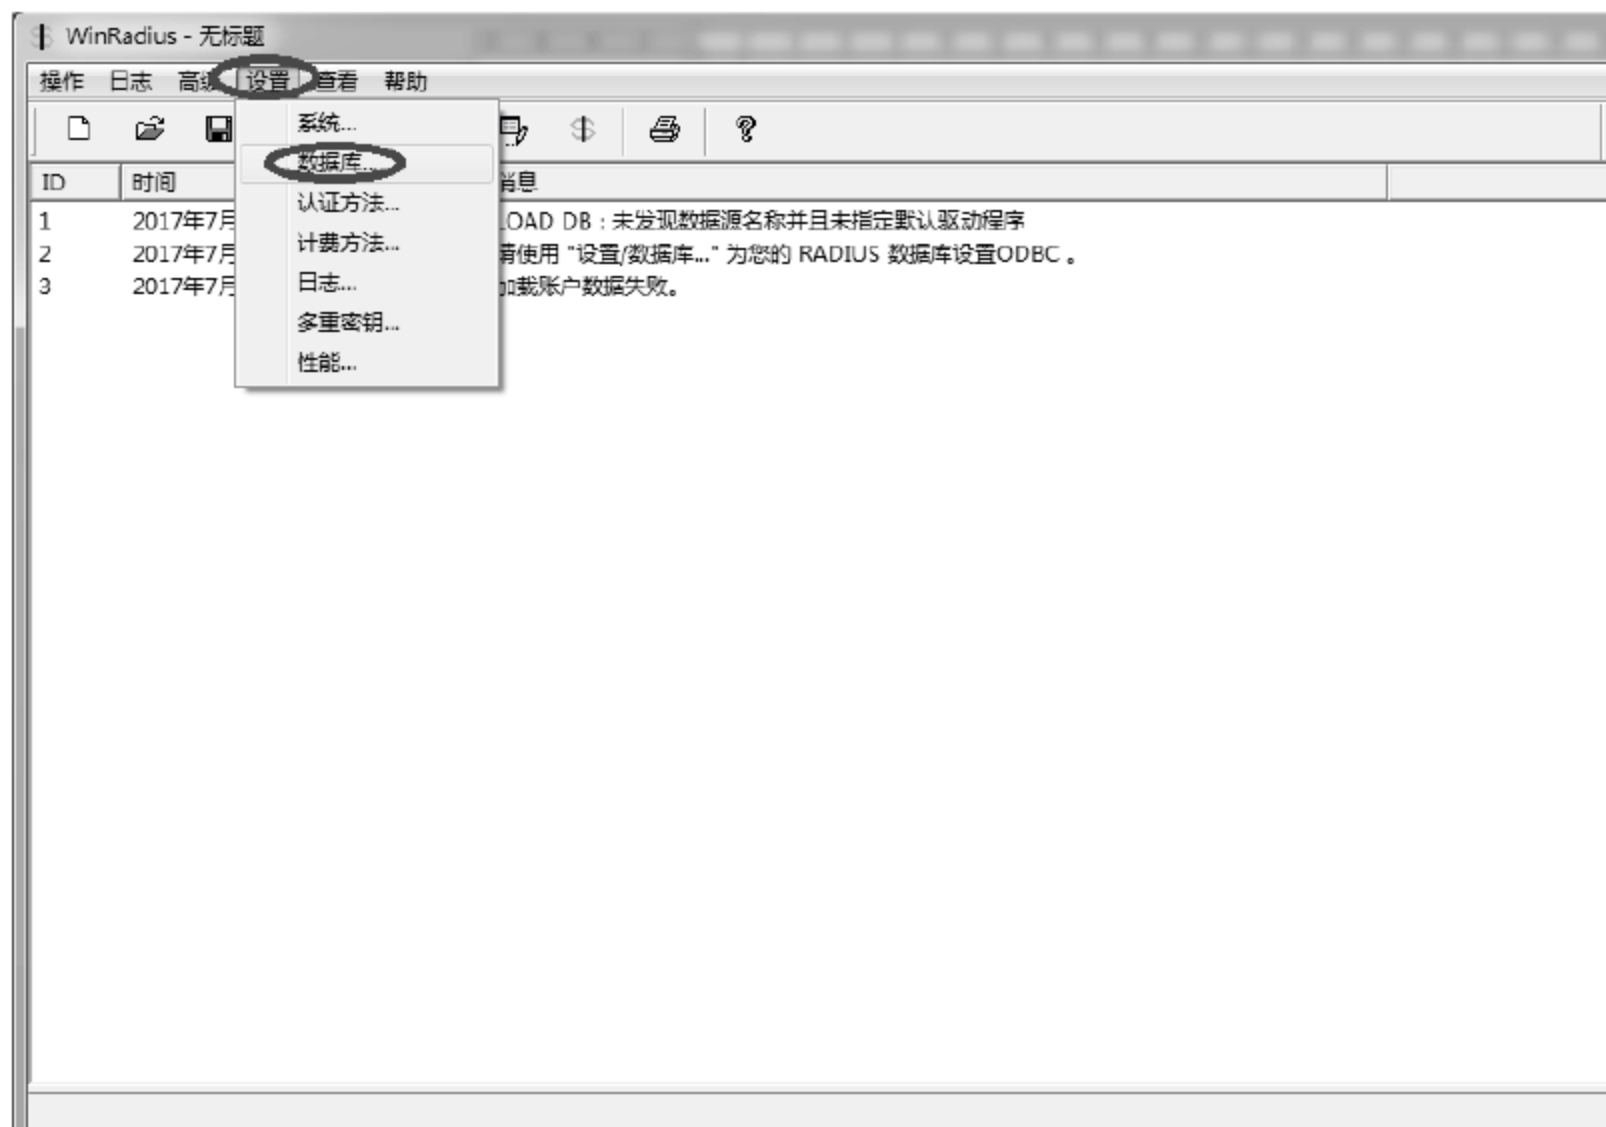 WinRadius - 无标题
操作 日志 高级 设置 查看 帮助
系统...
数据库...
认证方法...
计费方法...
日志...
多重密钥...
性能...
ID 时间 消息
1 2017年7月 LOAD DB：未发现数据源名称并且未指定默认驱动程序
2 2017年7月 请使用 "设置/数据库..." 为您的 RADIUS 数据库设置ODBC 。
3 2017年7月 加载账户数据失败。